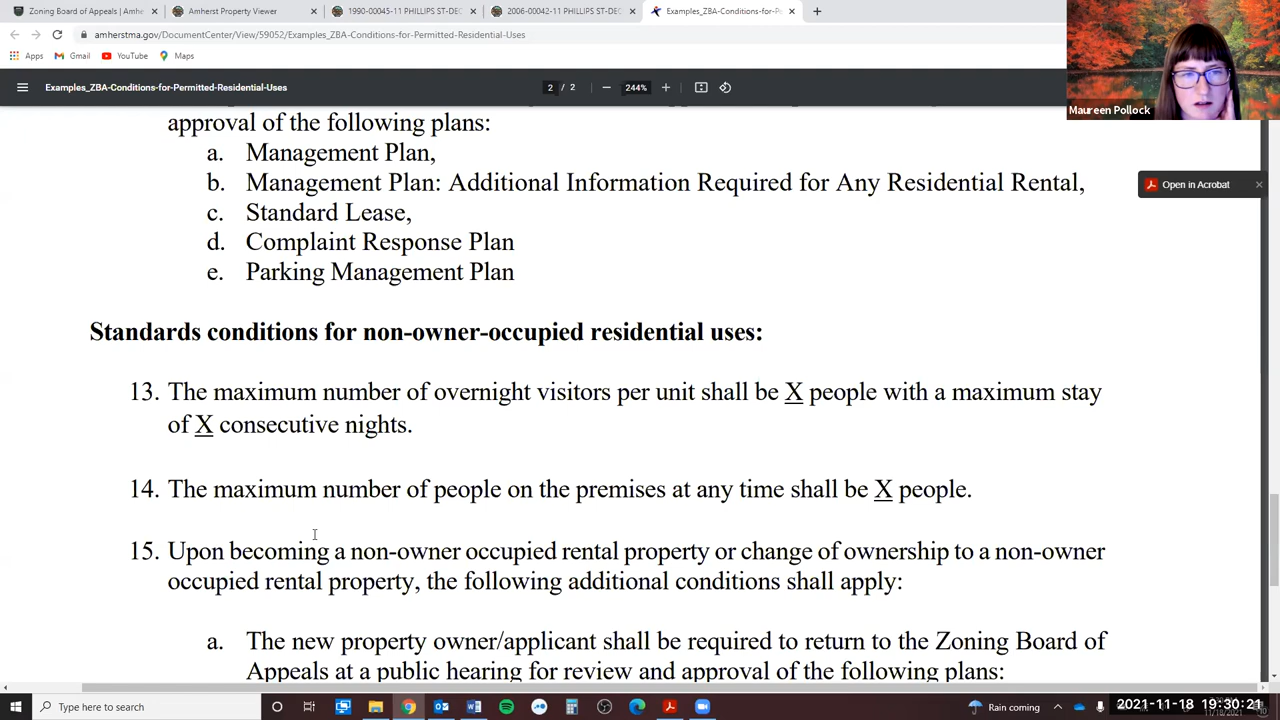 Zoning Board of Appeals | Amhe
Amherst Property Viewer
1990-00045-11 PHILLIPS ST-DEC
2006-00042-11 PHILLIPS ST-DEC
Examples_ZBA-Conditions-for-P
amherstma.gov/DocumentCenter/View/59052/Examples_ZBA-Conditions-for-Permitted-Residential-Uses
Apps
Gmail
YouTube
Maps
Examples_ZBA-Conditions-for-Permitted-Residential-Uses
2 / 2
244%
Maureen Pollock
Open in Acrobat
approval of the following plans:
a. Management Plan,
b. Management Plan: Additional Information Required for Any Residential Rental,
c. Standard Lease,
d. Complaint Response Plan
e. Parking Management Plan
Standards conditions for non-owner-occupied residential uses:
13. The maximum number of overnight visitors per unit shall be X people with a maximum stay
of X consecutive nights.
14. The maximum number of people on the premises at any time shall be X people.
15. Upon becoming a non-owner occupied rental property or change of ownership to a non-owner
occupied rental property, the following additional conditions shall apply:
a. The new property owner/applicant shall be required to return to the Zoning Board of
Appeals at a public hearing for review and approval of the following plans:
Type here to search
Rain coming
2021-11-18 19:30:21